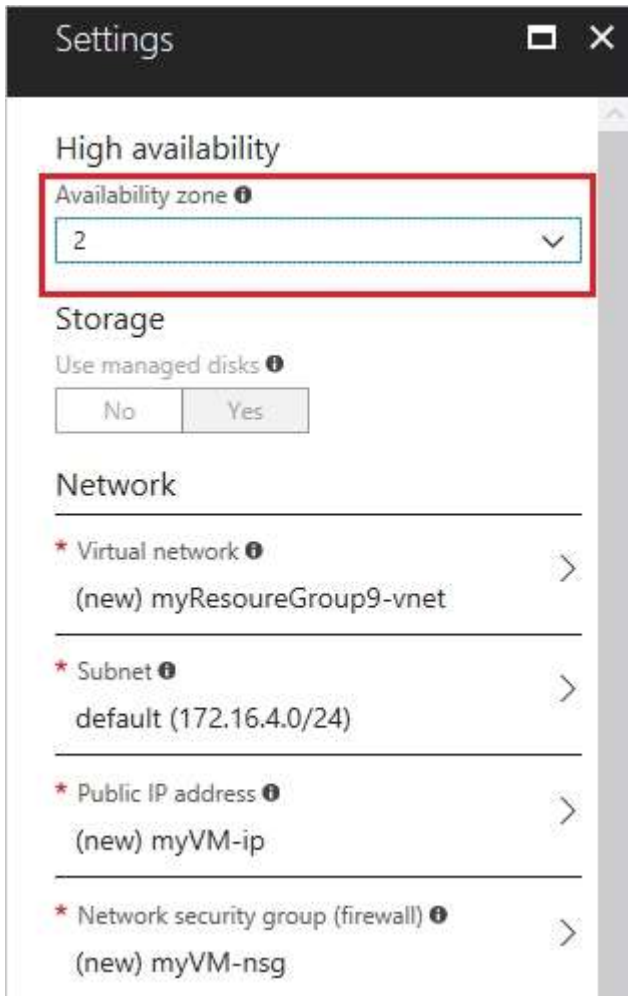 Settings
High availability
Availability zone
2
Storage
Use managed disks
No Yes
Network
* Virtual network
(new) myResoureGroup9-vnet
* Subnet
default (172.16.4.0/24)
* Public IP address
(new) myVM-ip
* Network security group (firewall)
(new) myVM-nsg